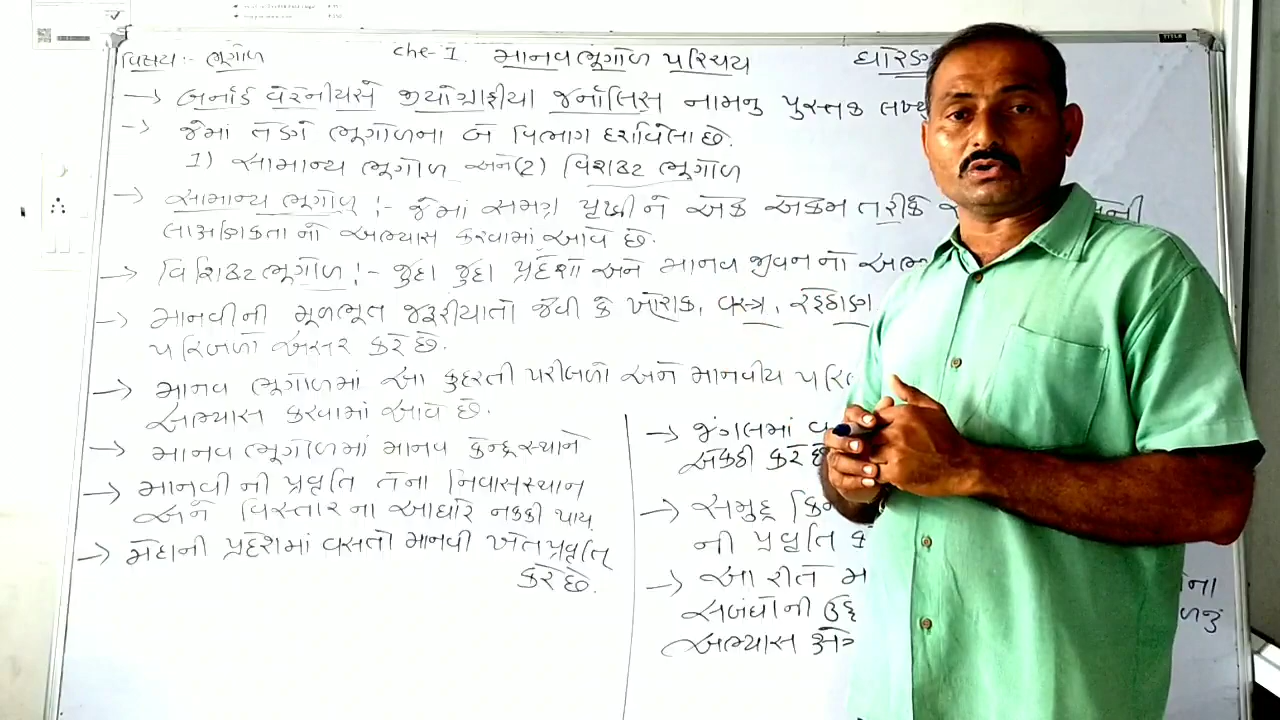 વિષય:- ભૂગોળ
che-1. માનવભૂગોળ પરિચય
ધોરણ
→ બર્નાર્ડ વેરેનીયસે જીયોગ્રાફીયા જર્નાલિસ નામનુ પુસ્તક લખ્યુ
→ જેમાં તેણે ભૂગોળના બે વિભાગ દર્શાવેલા છે.
1) સામાન્ય ભૂગોળ અને (2) વિશિષ્ટ ભૂગોળ
→ સામાન્ય ભૂગોળ :- જેમાં સમગ્ર પૃથ્વીને એક એકમ તરીકે
લાક્ષણિકતાનો અભ્યાસ કરવામાં આવે છે.
→ વિશિષ્ટ ભૂગોળ :- જુદા જુદા પ્રદેશો અને માનવ જીવનનો
→ માનવીની મૂળભૂત જરૂરીયાતો જેવી કે ખોરાક, વસ્ત્ર, રહેઠાણ
પરિબળો અસર કરે છે.
→ માનવ ભૂગોળમાં આ કુદરતી પરીબળો અને માનવીય
અભ્યાસ કરવામાં આવે છે.
→ માનવ ભૂગોળમાં માનવ કેન્દ્રસ્થાને
→ માનવીની પ્રવૃતિ તેના નિવાસસ્થાન
અને વિસ્તારના આધારે નક્કી થાય.
→ મેદાની પ્રદેશમાં વસતો માનવી ખેતપ્રવૃતિ
કરે છે.
→ જંગલમાં
એકઠી કરે છે
→ સમુદ્ર
ની પ્રવૃતિ
→ આ રીતે
સબંધોની
અભ્યાસ